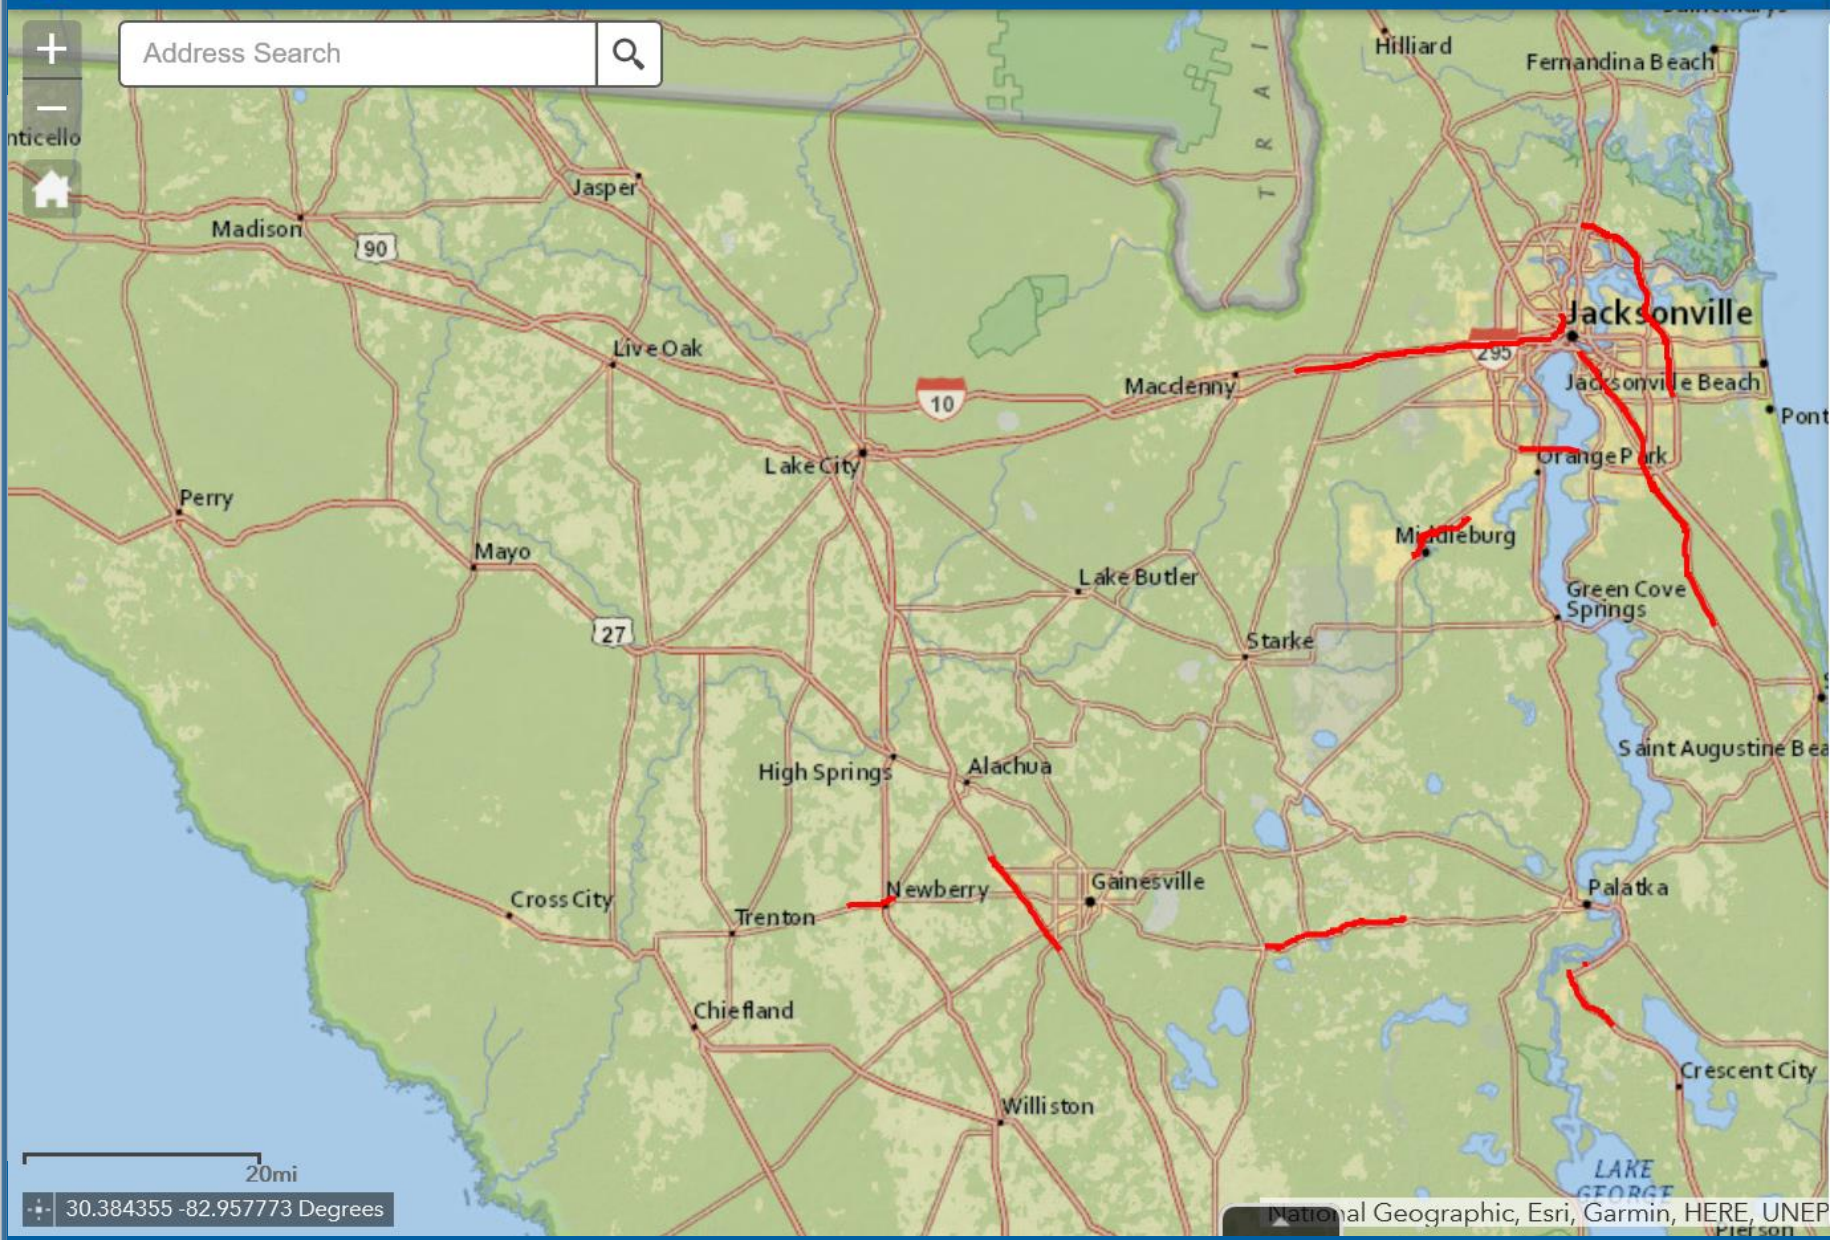 Address Search
Hilliard
Fernandina Beach
TRAI
nticello
Jasper
Madison
90
Jacksonville
Live Oak
295
Macclenny
Jacksonville Beach
10
Pont
Lake City
Orange Park
Perry
Middleburg
Mayo
Lake Butler
Green Cove
Springs
27
Starke
Saint Augustine Bea
High Springs
Alachua
Newberry
Gainesville
Palatka
Cross City
Trenton
Chiefland
Crescent City
Williston
20mi
LAKE
GEORGE
30.384355 -82.957773 Degrees
National Geographic, Esri, Garmin, HERE, UNEP
Pierson